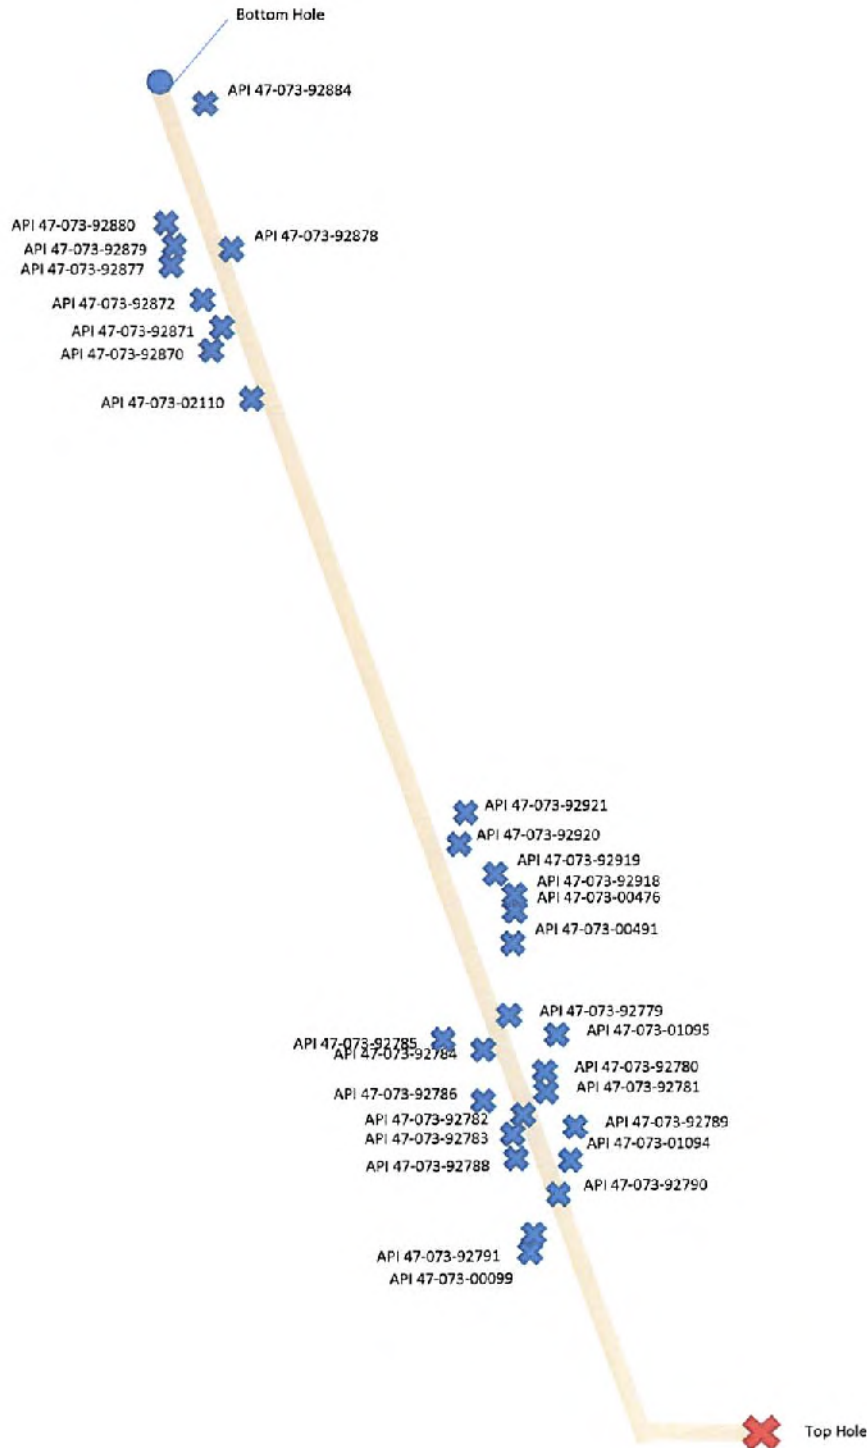 Bottom Hole
API 47-073-92884
API 47-073-92880
API 47-073-92878
API 47-073-92879
API 47-073-92877
API 47-073-92872
API 47-073-92871
API 47-073-92870
API 47-073-02110
API 47-073-92921
API 47-073-92920
API 47-073-92919
API 47-073-92918
API 47-073-00476
API 47-073-00491
API 47-073-92779
API 47-073-01095
API 47-073-92785
API 47-073-92784
API 47-073-92780
API 47-073-92781
API 47-073-92786
API 47-073-92782
API 47-073-92789
API 47-073-92783
API 47-073-01094
API 47-073-92788
API 47-073-92790
API 47-073-92791
API 47-073-00099
Top Hole